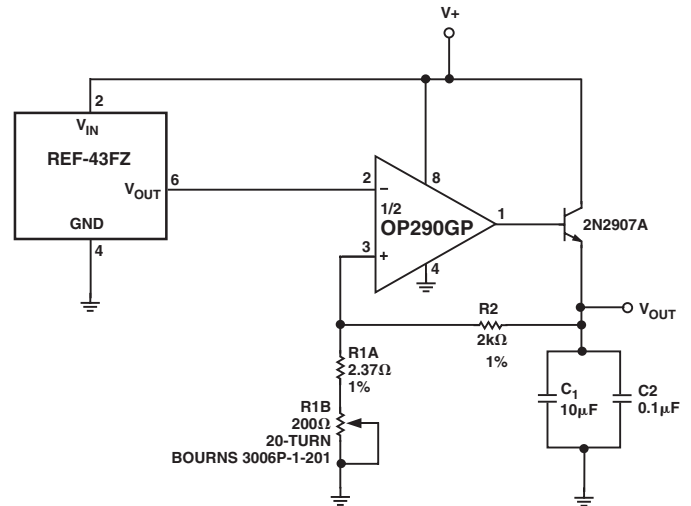 V+
2
VIN
REF-43FZ
VOUT
6
GND
4
2
–
8
1/2
OP290GP
1
3
+
4
2N2907A
R2
2kΩ
1%
VOUT
R1A
2.37Ω
1%
R1B
200Ω
20-TURN
BOURNS 3006P-1-201
C1
10µF
C2
0.1µF